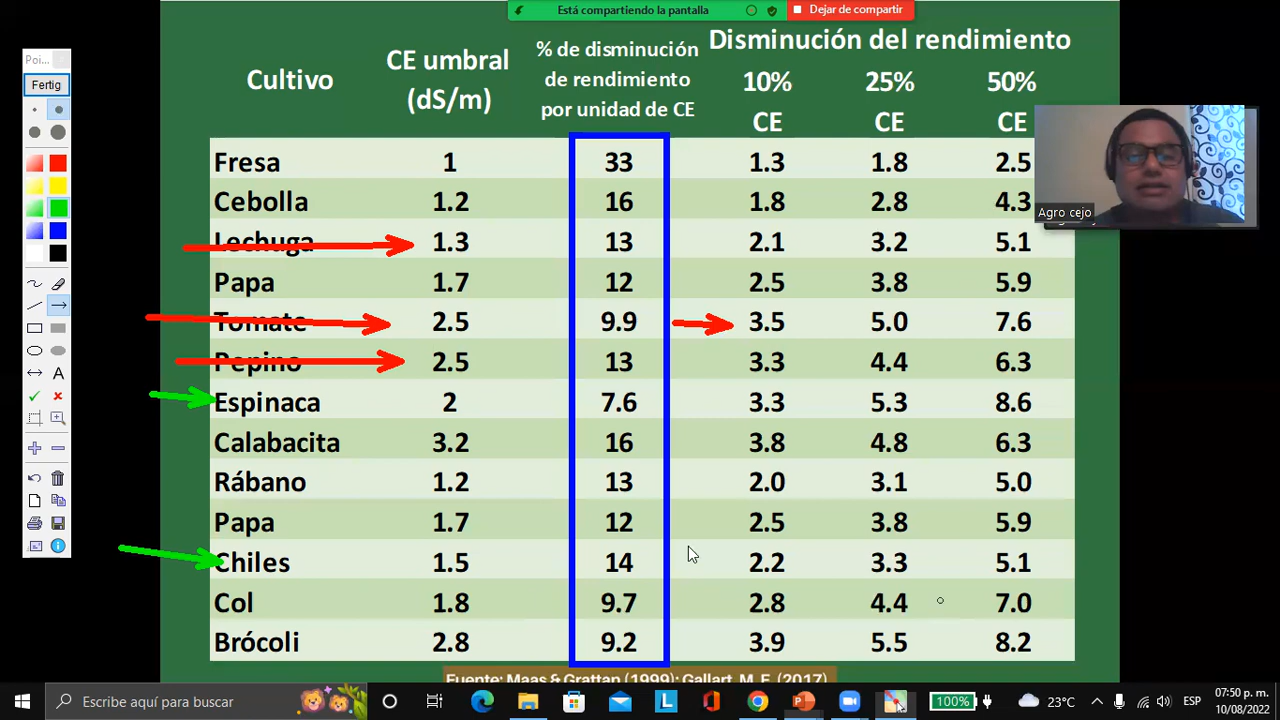 Está compartiendo la pantalla
Dejar de compartir
Poi...
Fertig
A
Cultivo
CE umbral
(dS/m)
% de disminución
de rendimiento
por unidad de CE
Disminución del rendimiento
10% 25% 50%
CE CE CE
Fresa 1 33 1.3 1.8 2.5
Cebolla 1.2 16 1.8 2.8 4.3
Lechuga 1.3 13 2.1 3.2 5.1
Papa 1.7 12 2.5 3.8 5.9
Tomate 2.5 9.9 3.5 5.0 7.6
Pepino 2.5 13 3.3 4.4 6.3
Espinaca 2 7.6 3.3 5.3 8.6
Calabacita 3.2 16 3.8 4.8 6.3
Rábano 1.2 13 2.0 3.1 5.0
Papa 1.7 12 2.5 3.8 5.9
Chiles 1.5 14 2.2 3.3 5.1
Col 1.8 9.7 2.8 4.4 7.0
Brócoli 2.8 9.2 3.9 5.5 8.2
Fuente: Maas & Grattan (1999); Gallart, M. F. (2017)
Agro cejo
Escribe aquí para buscar
100%
23°C
ESP
07:50 p. m.
10/08/2022